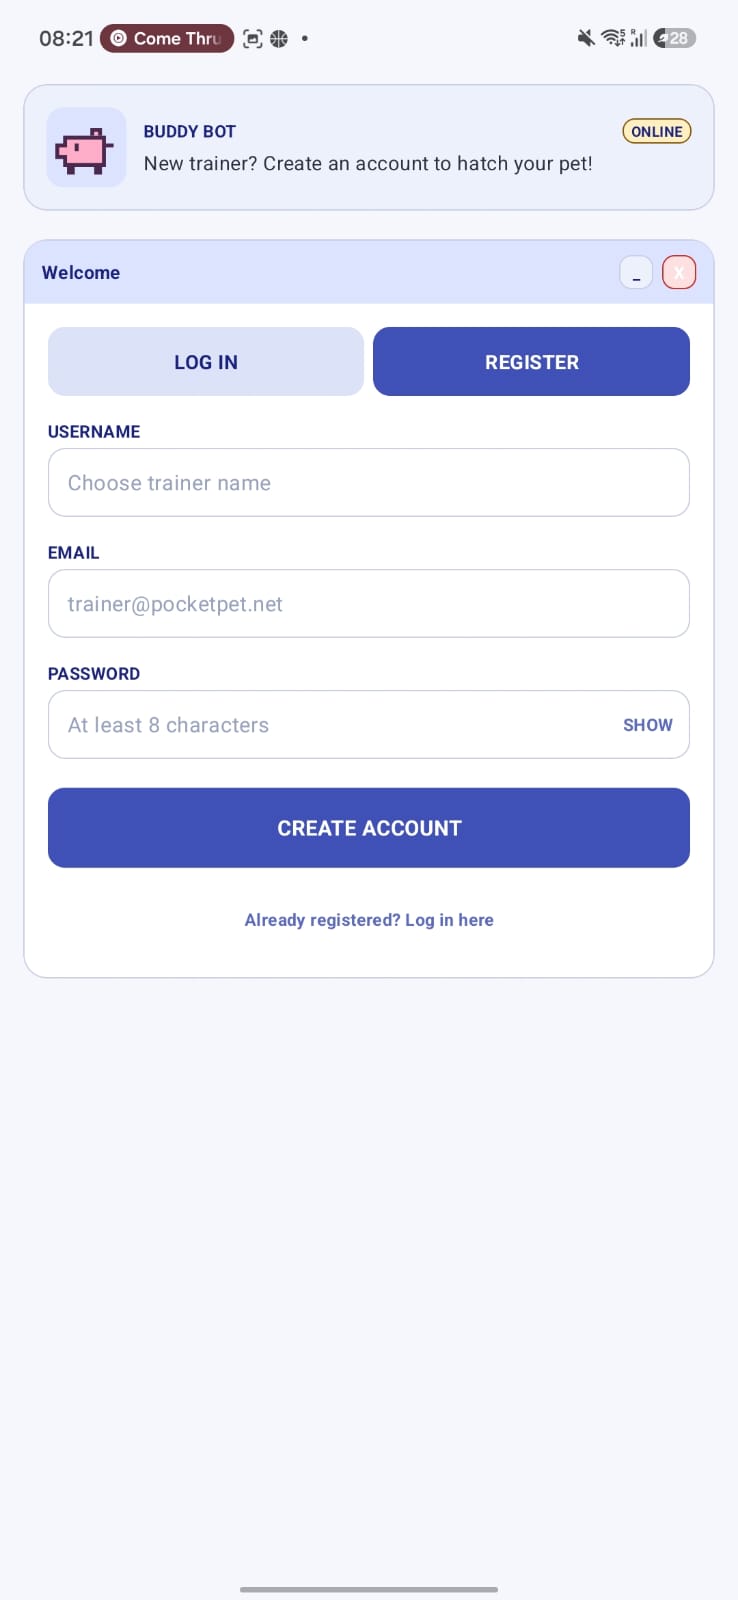 08:21 Come Thru 28
BUDDY BOT
ONLINE
New trainer? Create an account to hatch your pet!
Welcome
_ X
LOG IN REGISTER
USERNAME
Choose trainer name
EMAIL
trainer@pocketpet.net
PASSWORD
At least 8 characters SHOW
CREATE ACCOUNT
Already registered? Log in here